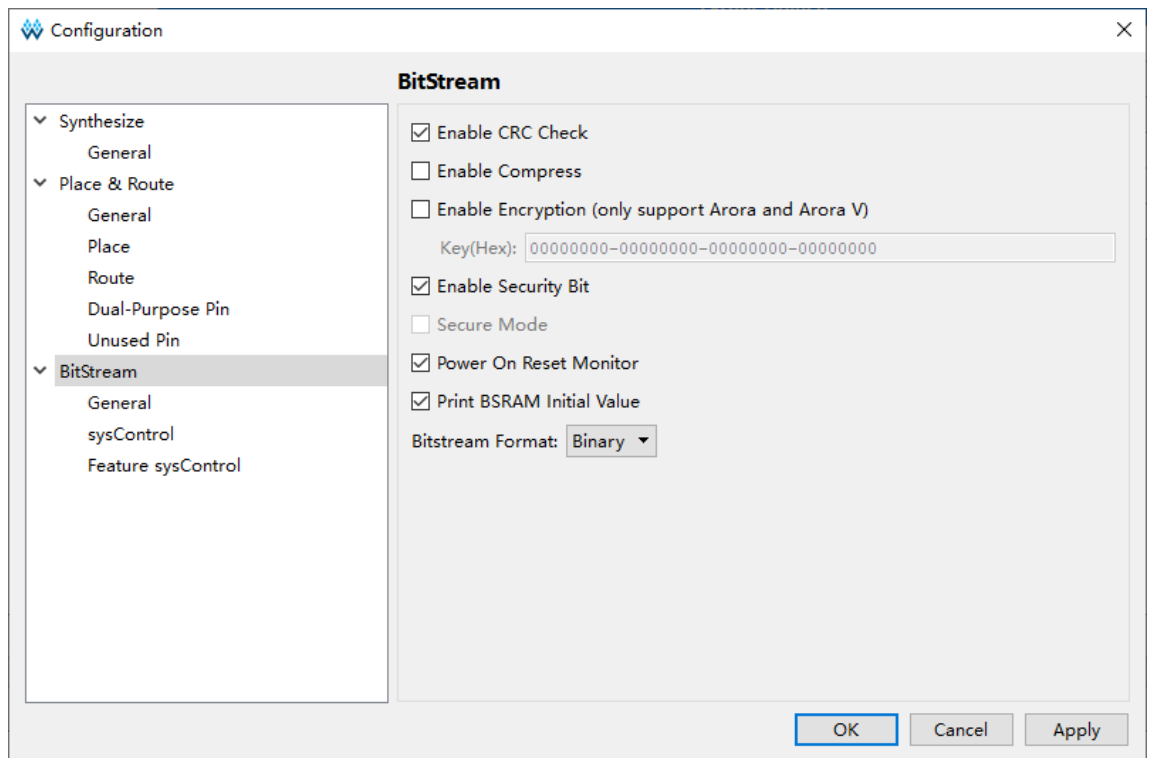 Configuration
BitStream
Synthesize
General
Place & Route
General
Place
Route
Dual-Purpose Pin
Unused Pin
BitStream
General
sysControl
Feature sysControl
Enable CRC Check
Enable Compress
Enable Encryption (only support Arora and Arora V)
Key(Hex): 00000000-00000000-00000000-00000000
Enable Security Bit
Secure Mode
Power On Reset Monitor
Print BSRAM Initial Value
Bitstream Format: Binary
OK Cancel Apply